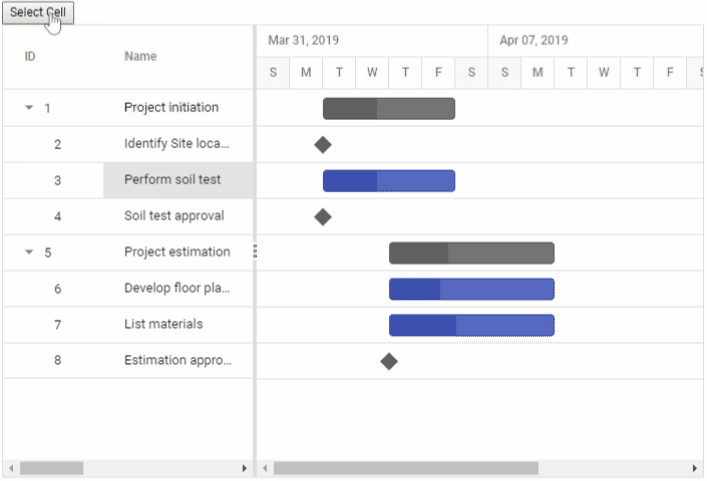 Select Cell
ID Name Mar 31, 2019 Apr 07, 2019
S M T W T F S S M T W T F S
1 Project initiation
2 Identify Site loca...
3 Perform soil test
4 Soil test approval
5 Project estimation
6 Develop floor pla...
7 List materials
8 Estimation appro...